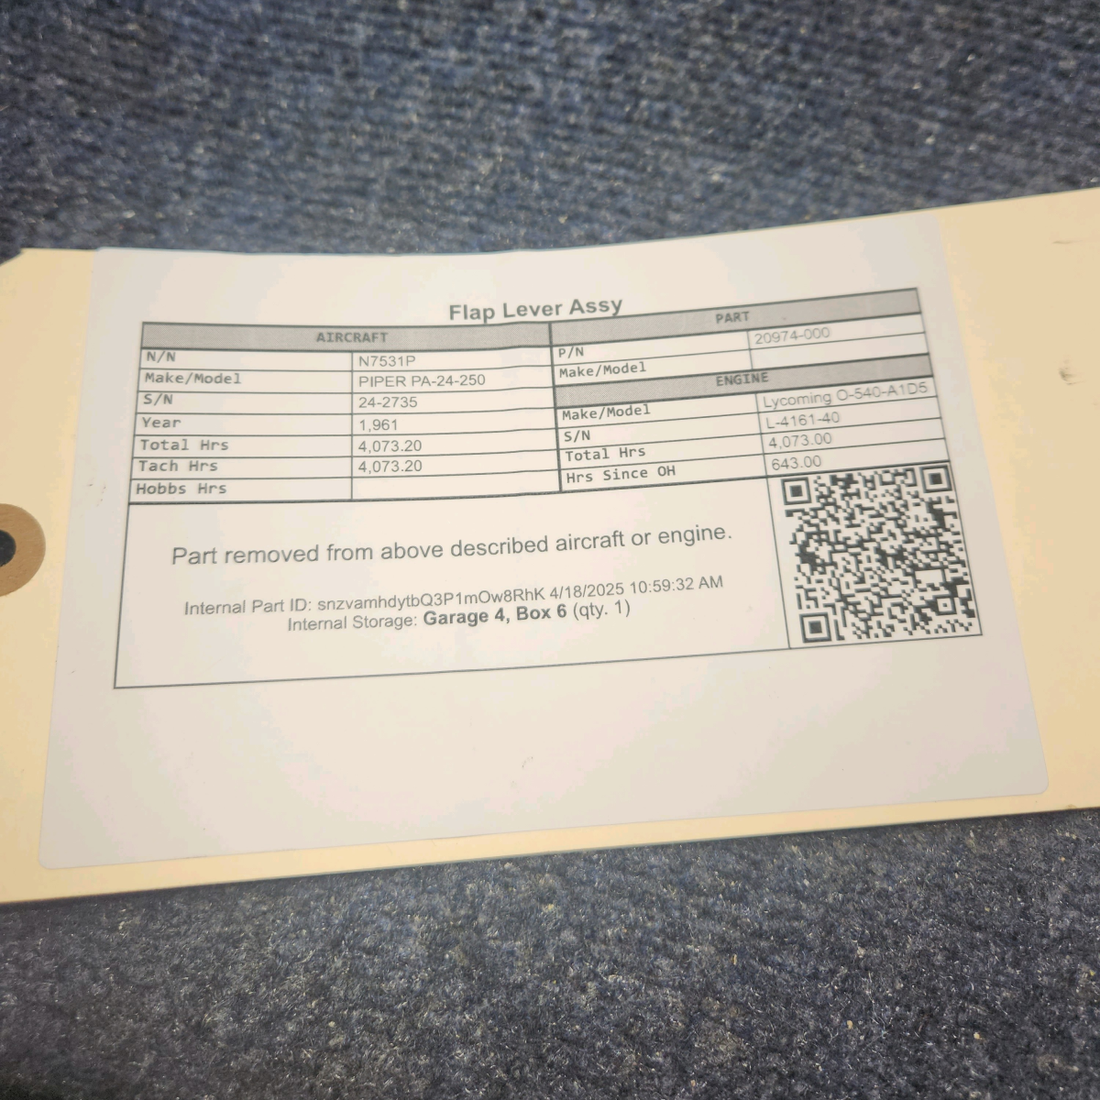 Flap Lever Assy
AIRCRAFT
N/N N7531P
Make/Model PIPER PA-24-250
S/N 24-2735
Year 1,961
Total Hrs 4,073.20
Tach Hrs 4,073.20
Hobbs Hrs
PART
P/N 20974-000
Make/Model
ENGINE
Make/Model Lycoming O-540-A1D5
S/N L-4161-40
Total Hrs 4,073.00
Hrs Since OH 643.00
Part removed from above described aircraft or engine.
Internal Part ID: snzvamhdytbQ3P1mOw8RhK 4/18/2025 10:59:32 AM
Internal Storage: Garage 4, Box 6 (qty. 1)